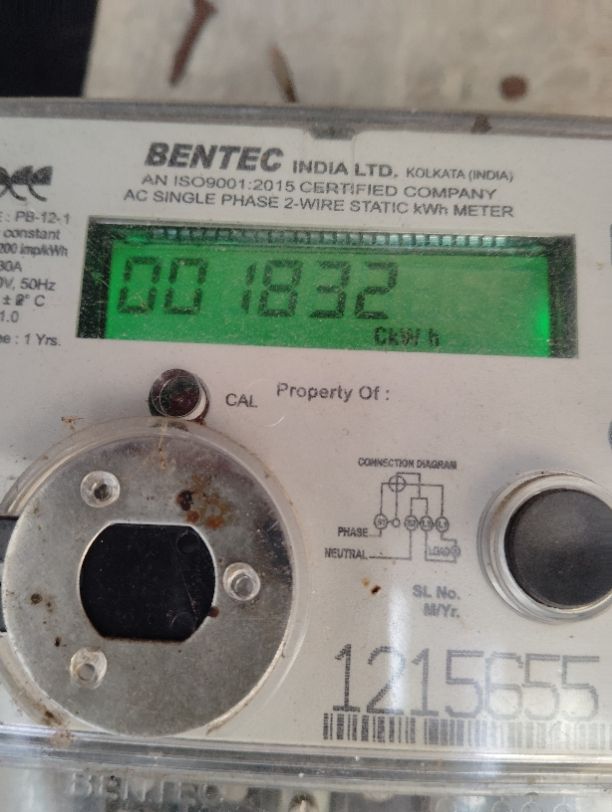 BENTEC INDIA LTD. KOLKATA (INDIA)
AN ISO9001:2015 CERTIFIED COMPANY
AC SINGLE PHASE 2-WIRE STATIC kWh METER
: PB-12-1
constant
200 imp/kWh
30A
V, 50Hz
1.0
: 1 Yrs.
001832
CkWh
CAL
Property Of :
CONNECTION DIAGRAM
PHASE
NEUTRAL
LOAD
SL No.
M/Yr.
1215655
BENTEC